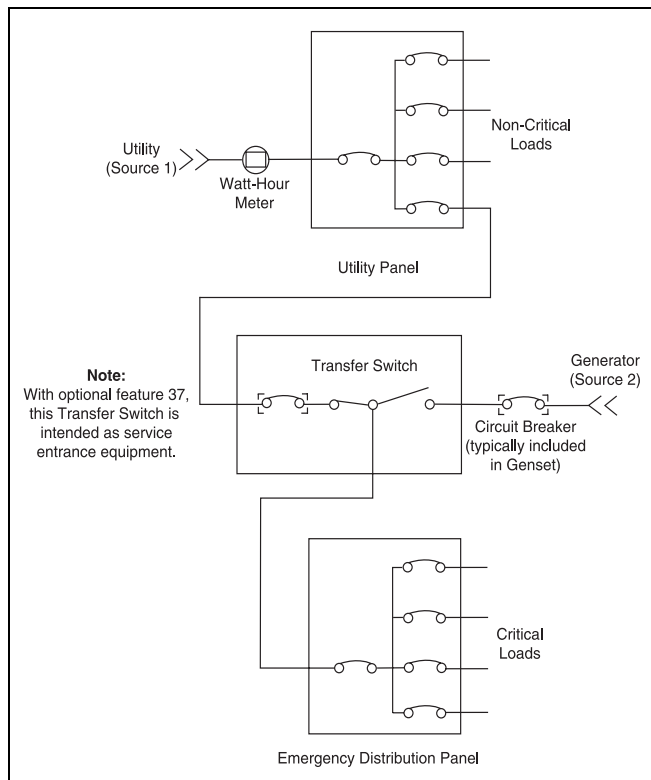 Non-Critical
Loads
Utility
(Source 1)
Watt-Hour
Meter
Utility Panel
Note:
With optional feature 37,
this Transfer Switch is
intended as service
entrance equipment.
Transfer Switch
Generator
(Source 2)
Circuit Breaker
(typically included
in Genset)
Critical
Loads
Emergency Distribution Panel